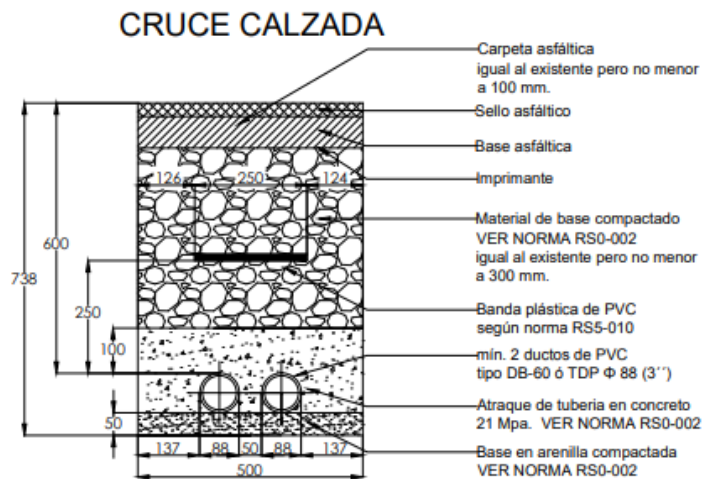 CRUCE CALZADA
Carpeta asfáltica
igual al existente pero no menor
a 100 mm.
Sello asfáltico
Base asfáltica
Imprimante
126
250
124
Material de base compactado
VER NORMA RS0-002
igual al existente pero no menor
a 300 mm.
600
738
250
Banda plástica de PVC
según norma RS5-010
100
mín. 2 ductos de PVC
tipo DB-60 ó TDP Φ 88 (3´´)
Atraque de tuberia en concreto
21 Mpa. VER NORMA RS0-002
50
Base en arenilla compactada
VER NORMA RS0-002
137
88
50
88
137
500